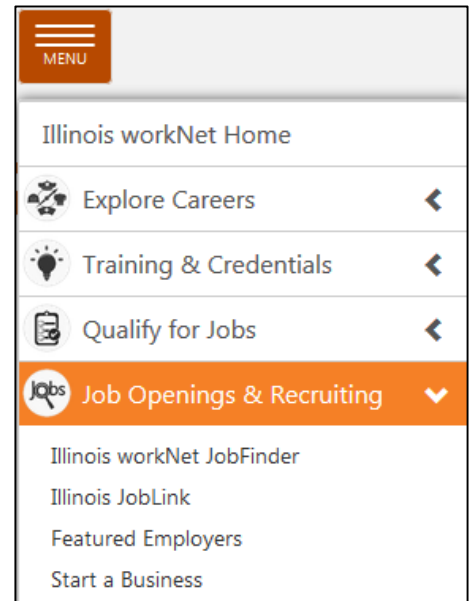 MENU
Illinois workNet Home
Explore Careers
Training & Credentials
Qualify for Jobs
Jobs Job Openings & Recruiting
Illinois workNet JobFinder
Illinois JobLink
Featured Employers
Start a Business